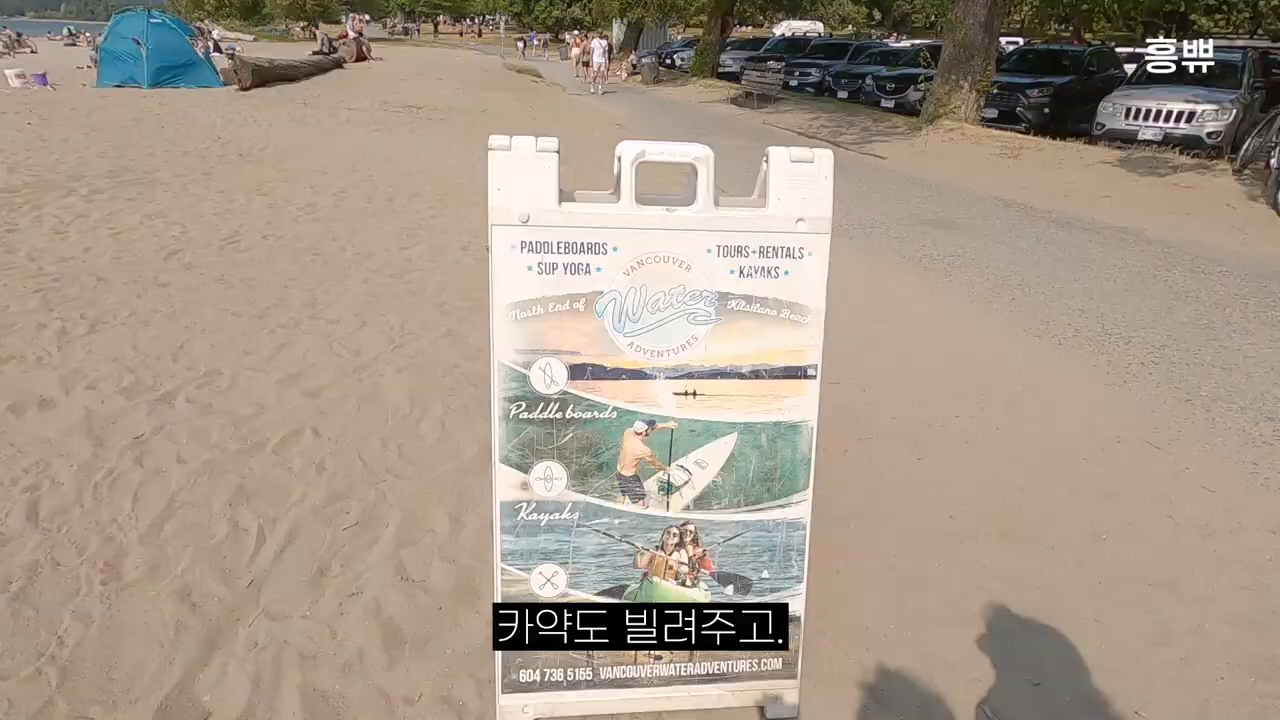 흥쀼
PADDLEBOARDS
SUP YOGA
TOURS+RENTALS
KAYAKS
VANCOUVER
Water
ADVENTURES
North End of
Kitsilano Beach
Paddleboards
Kayaks
카약도 빌려주고.
604 736 5155 VANCOUVERWATERADVENTURES.COM